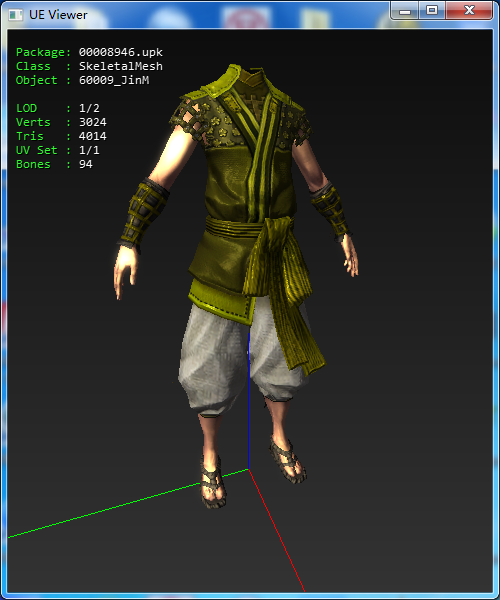 UE Viewer
Package: 00008946.upk
Class : SkeletalMesh
Object : 60009_JinM
LOD : 1/2
Verts : 3024
Tris : 4014
UV Set : 1/1
Bones : 94